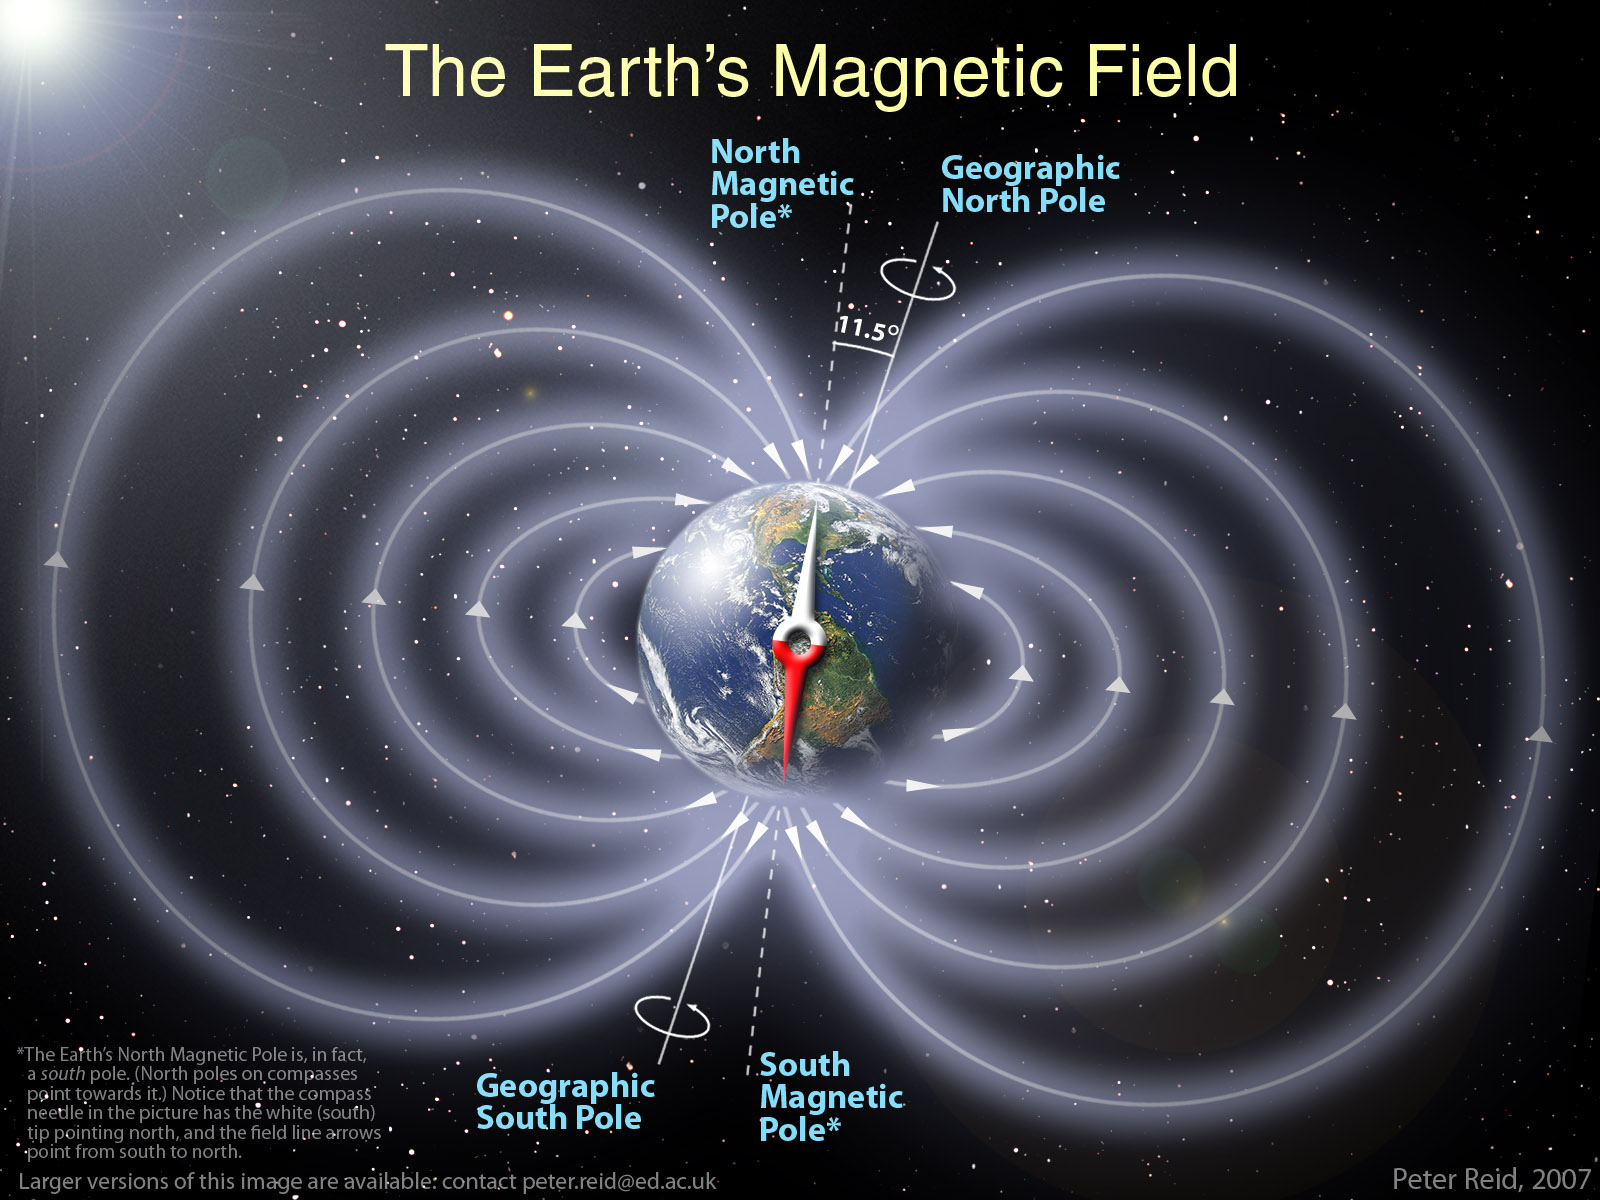 The Earth’s Magnetic Field
North
Magnetic
Pole*
Geographic
North Pole
11.5°
Geographic
South Pole
South
Magnetic
Pole*
*The Earth’s North Magnetic Pole is, in fact,
a south pole. (North poles on compasses
point towards it.) Notice that the compass
needle in the picture has the white (south)
tip pointing north, and the field line arrows
point from south to north.
Larger versions of this image are available: contact peter.reid@ed.ac.uk
Peter Reid, 2007